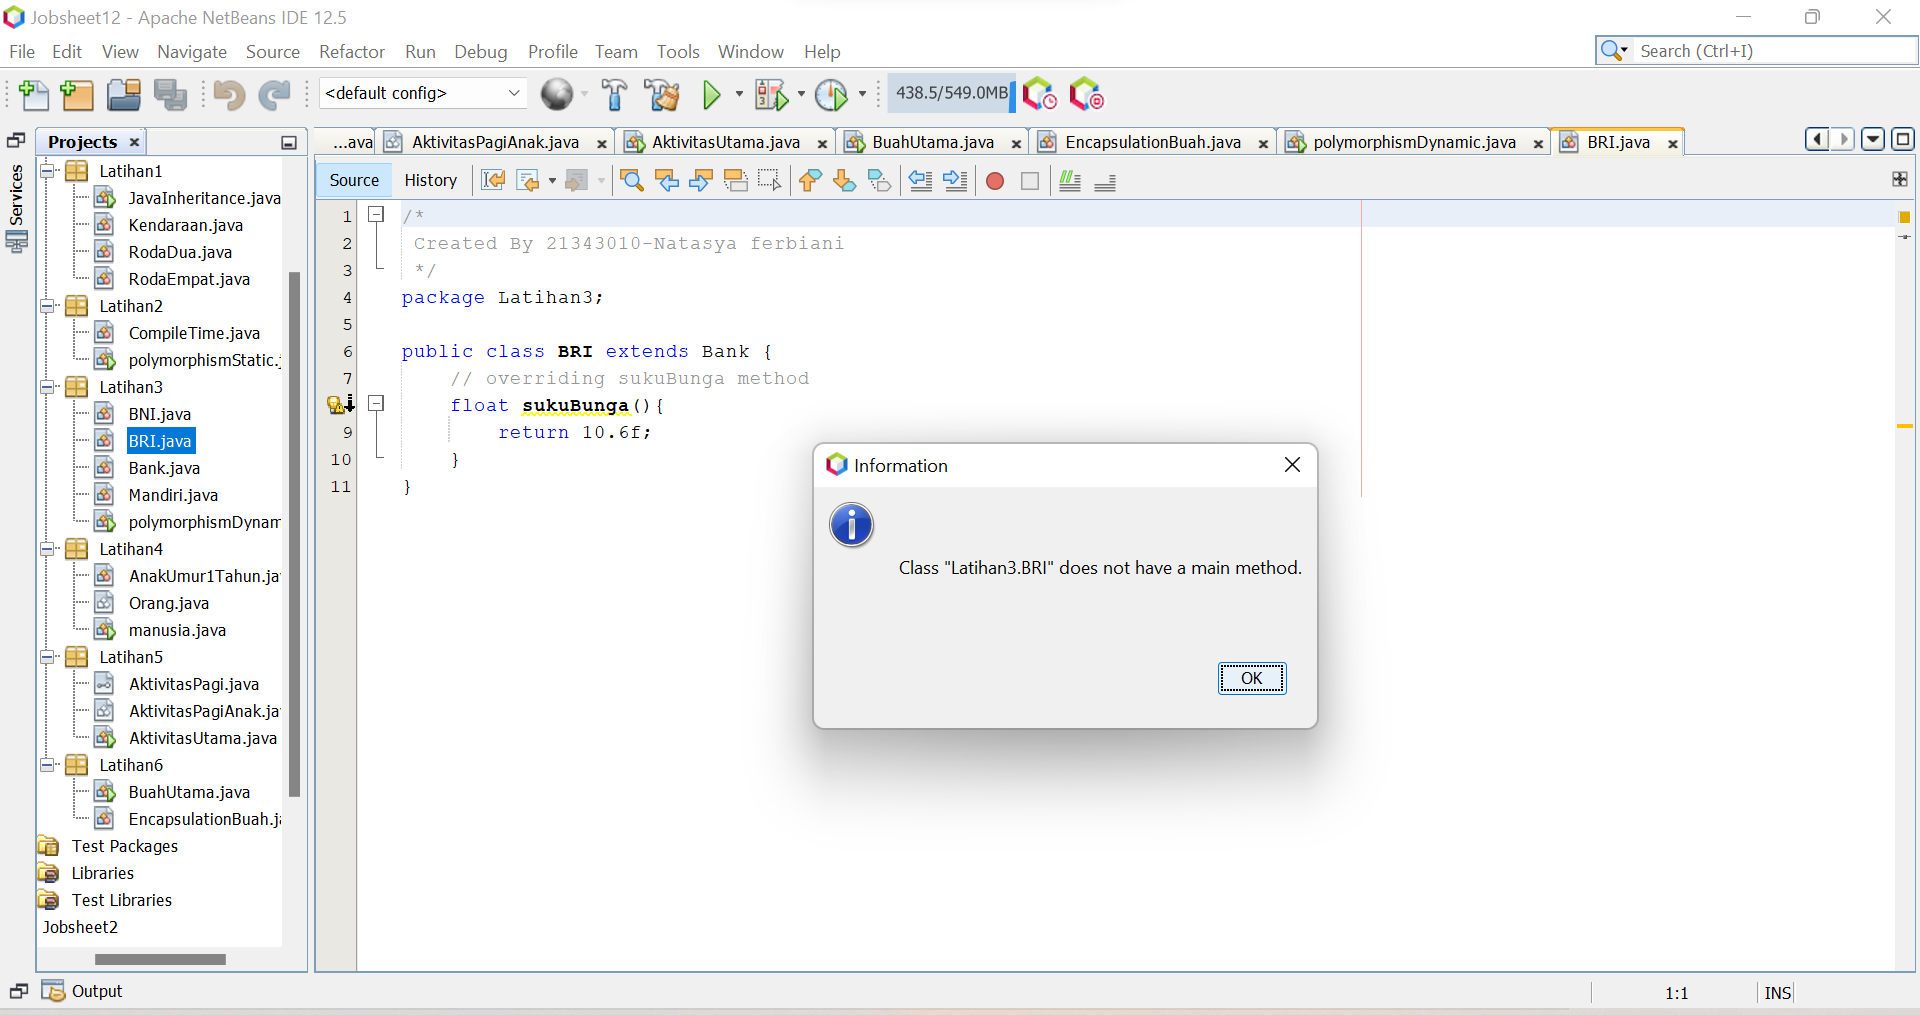 Jobsheet12 - Apache NetBeans IDE 12.5
File Edit View Navigate Source Refactor Run Debug Profile Team Tools Window Help
Search (Ctrl+I)
<default config>
438.5/549.0MB
Services
Projects
...ava
AktivitasPagiAnak.java
AktivitasUtama.java
BuahUtama.java
EncapsulationBuah.java
polymorphismDynamic.java
BRI.java
Source History
Latihan1
JavaInheritance.java
Kendaraan.java
RodaDua.java
RodaEmpat.java
Latihan2
CompileTime.java
polymorphismStatic.j
Latihan3
BNI.java
BRI.java
Bank.java
Mandiri.java
polymorphismDynam
Latihan4
AnakUmur1Tahun.ja
Orang.java
manusia.java
Latihan5
AktivitasPagi.java
AktivitasPagiAnak.ja
AktivitasUtama.java
Latihan6
BuahUtama.java
EncapsulationBuah.ja
Test Packages
Libraries
Test Libraries
Jobsheet2
1 /*
2 Created By 21343010-Natasya ferbiani
3 */
4 package Latihan3;
5
6 public class BRI extends Bank {
7 // overriding sukuBunga method
float sukuBunga(){
9 return 10.6f;
10 }
11 }
Information
Class "Latihan3.BRI" does not have a main method.
OK
Output
1:1 INS